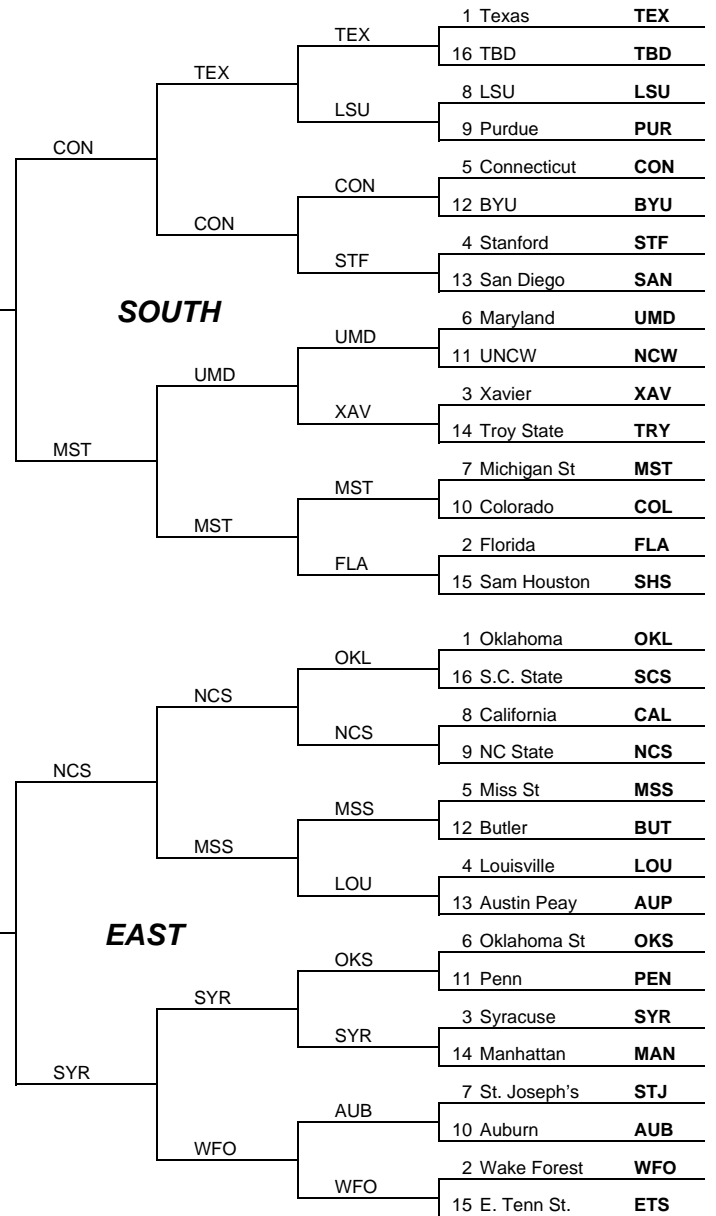 1 Texas TEX
TEX
16 TBD TBD
TEX
8 LSU LSU
LSU
9 Purdue PUR
CON
5 Connecticut CON
CON
12 BYU BYU
CON
4 Stanford STF
STF
13 San Diego SAN
SOUTH
6 Maryland UMD
UMD
11 UNCW NCW
UMD
3 Xavier XAV
XAV
14 Troy State TRY
MST
7 Michigan St MST
MST
10 Colorado COL
MST
2 Florida FLA
FLA
15 Sam Houston SHS
1 Oklahoma OKL
OKL
16 S.C. State SCS
NCS
8 California CAL
NCS
9 NC State NCS
NCS
5 Miss St MSS
MSS
12 Butler BUT
MSS
4 Louisville LOU
LOU
13 Austin Peay AUP
EAST
6 Oklahoma St OKS
OKS
11 Penn PEN
SYR
3 Syracuse SYR
SYR
14 Manhattan MAN
SYR
7 St. Joseph's STJ
AUB
10 Auburn AUB
WFO
2 Wake Forest WFO
WFO
15 E. Tenn St. ETS